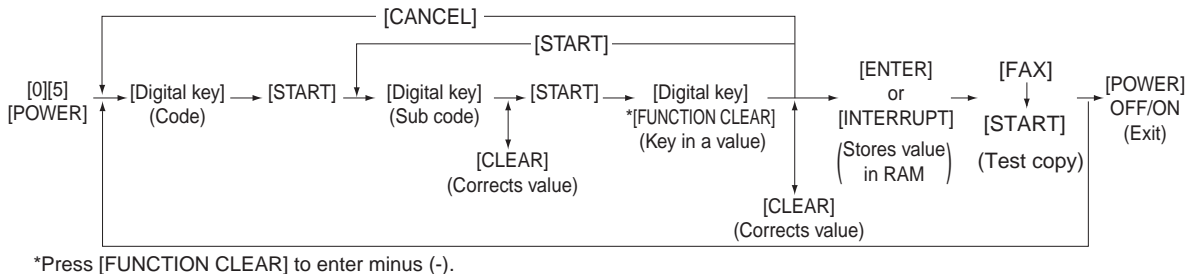 [CANCEL]
[START]
[0][5]
[POWER]
[Digital key]
(Code)
[START]
[Digital key]
(Sub code)
[CLEAR]
(Corrects value)
[START]
[Digital key]
*[FUNCTION CLEAR]
(Key in a value)
[CLEAR]
(Corrects value)
[ENTER]
or
[INTERRUPT]
(Stores value
in RAM)
[FAX]
[START]
(Test copy)
[POWER]
OFF/ON
(Exit)
*Press [FUNCTION CLEAR] to enter minus (-).